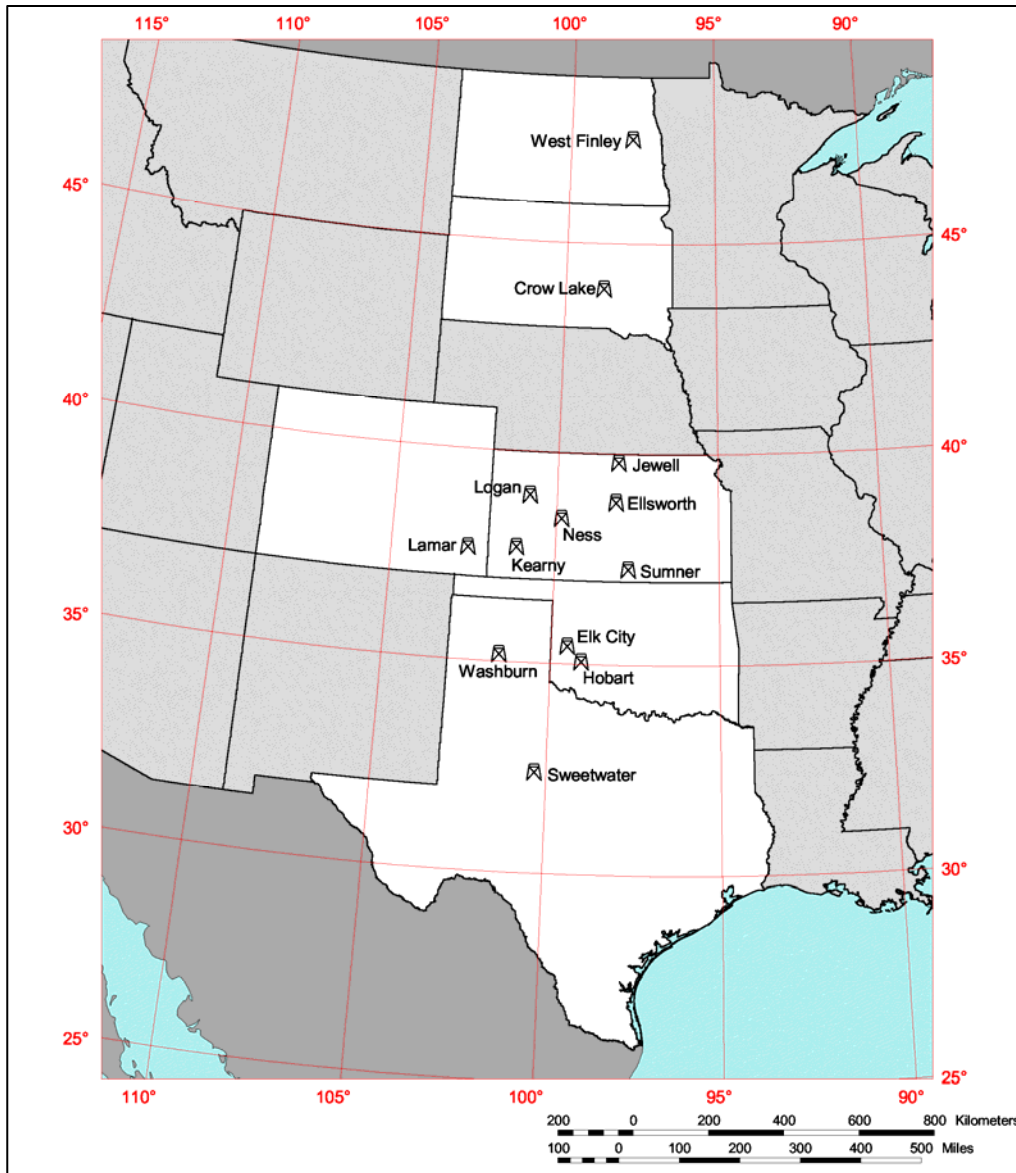 115° 110° 105° 100° 95° 90°
West Finley
45°
45°
Crow Lake
40°
40°
Jewell
Logan
Ellsworth
Ness
Lamar
Kearny
Sumner
35°
35°
Elk City
Washburn
Hobart
Sweetwater
30°
30°
25°
25°
110° 105° 100° 95° 90°
200 0 200 400 600 800 Kilometers
100 0 100 200 300 400 500 Miles